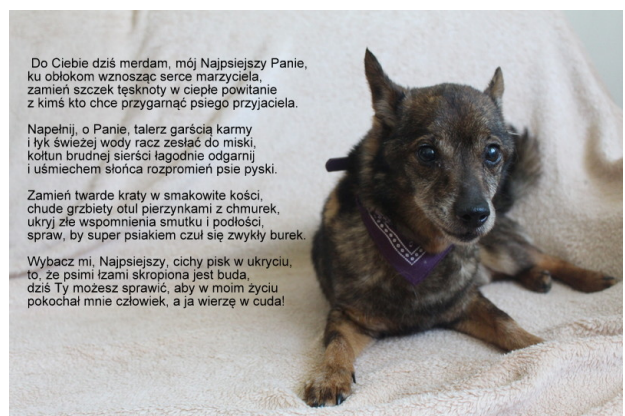 Do Ciebie dziś merdam, mój Najpsiejszy Panie,
ku obłokom wznosząc serce marzyciela,
zamień szczek tęsknoty w ciepłe powitanie
z kimś kto chce przygarnąć psiego przyjaciela.

Napełnij, o Panie, talerz garścią karmy
i łyk świeżej wody racz zesłać do miski,
kołtun brudnej sierści łagodnie odgarnij
i uśmiechem słońca rozpromień psie pyski.

Zamień twarde kraty w smakowite kości,
chude grzbiety otul pierzynkami z chmurek,
ukryj złe wspomnienia smutku i podłości,
spraw, by super psiakiem czuł się zwykły burek.

Wybacz mi, Najpsiejszy, cichy pisk w ukryciu,
to, że psimi łzami skropiona jest buda,
dziś Ty możesz sprawić, aby w moim życiu
pokochał mnie człowiek, a ja wierzę w cuda!